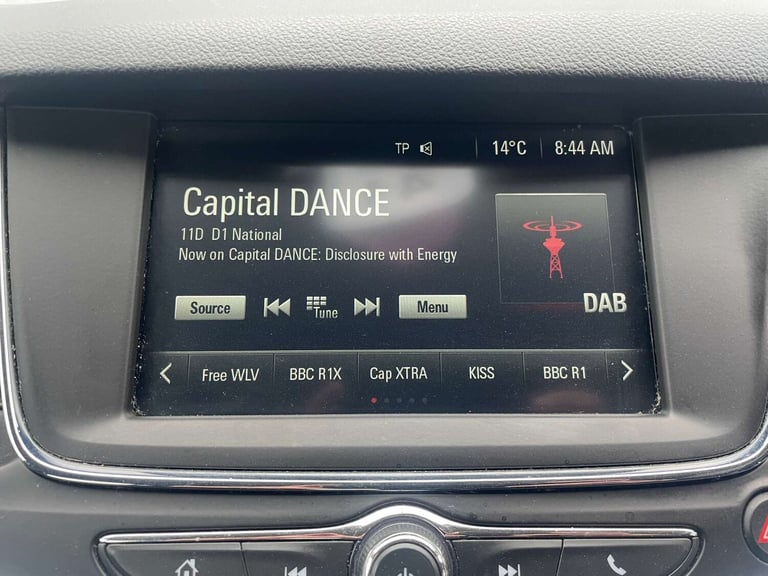 TP 14°C 8:44 AM
Capital DANCE
11D D1 National
Now on Capital DANCE: Disclosure with Energy
DAB
Source Tune Menu
Free WLV BBC R1X Cap XTRA KISS BBC R1